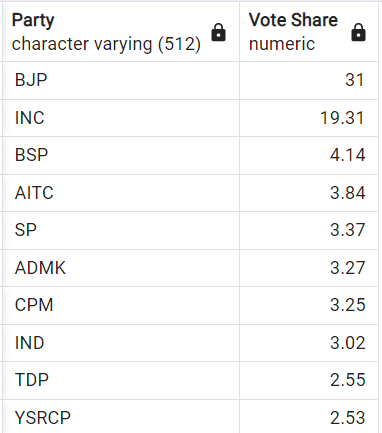 Party Vote Share
character varying (512) numeric
BJP 31
INC 19.31
BSP 4.14
AITC 3.84
SP 3.37
ADMK 3.27
CPM 3.25
IND 3.02
TDP 2.55
YSRCP 2.53